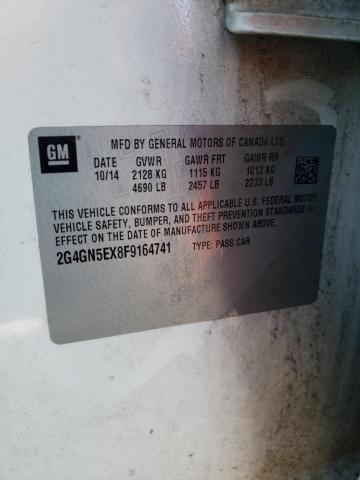 GM
MFD BY GENERAL MOTORS OF CANADA LTD.
DATE GVWR GAWR FRT GAWR RR
10/14 2128 KG 1115 KG 1013 KG
4690 LB 2457 LB 2233 LB
THIS VEHICLE CONFORMS TO ALL APPLICABLE U.S. FEDERAL MOTOR
VEHICLE SAFETY, BUMPER, AND THEFT PREVENTION STANDARDS IN
EFFECT ON THE DATE OF MANUFACTURE SHOWN ABOVE.
2G4GN5EX8F9164741 TYPE: PASS CAR